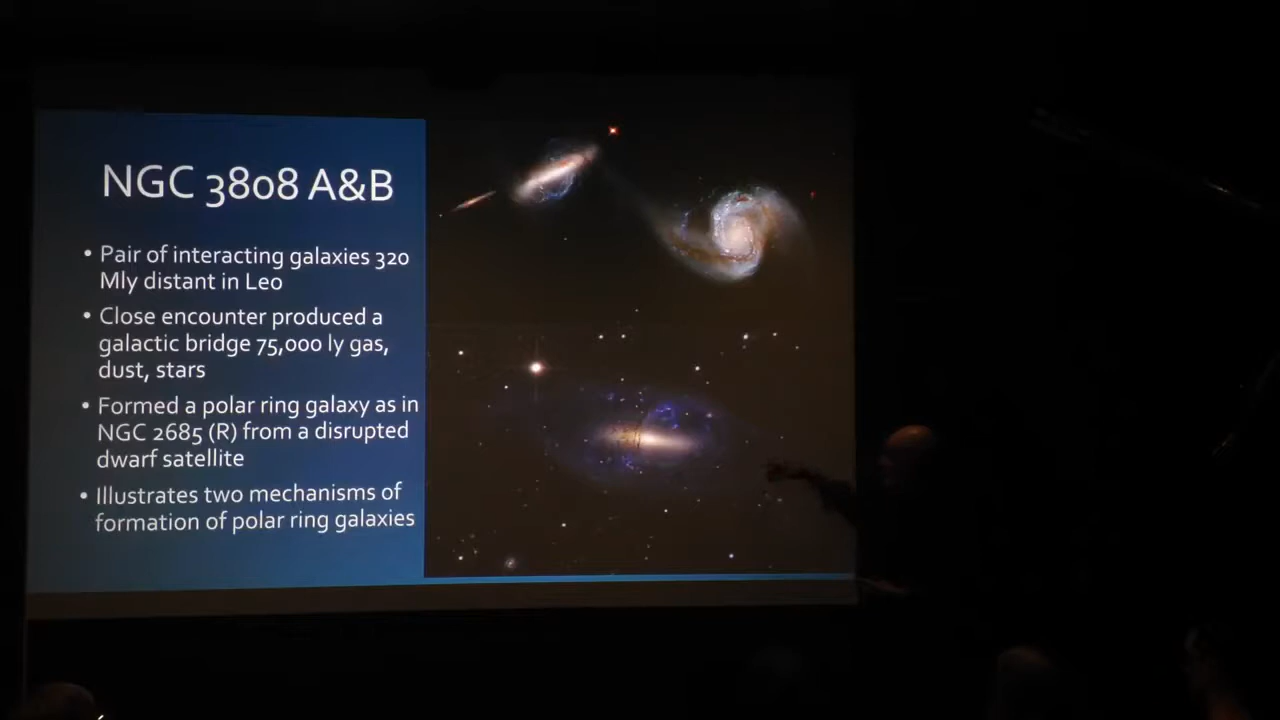 NGC 3808 A&B
• Pair of interacting galaxies 320
Mly distant in Leo
• Close encounter produced a
galactic bridge 75,000 ly gas,
dust, stars
• Formed a polar ring galaxy as in
NGC 2685 (R) from a disrupted
dwarf satellite
• Illustrates two mechanisms of
formation of polar ring galaxies